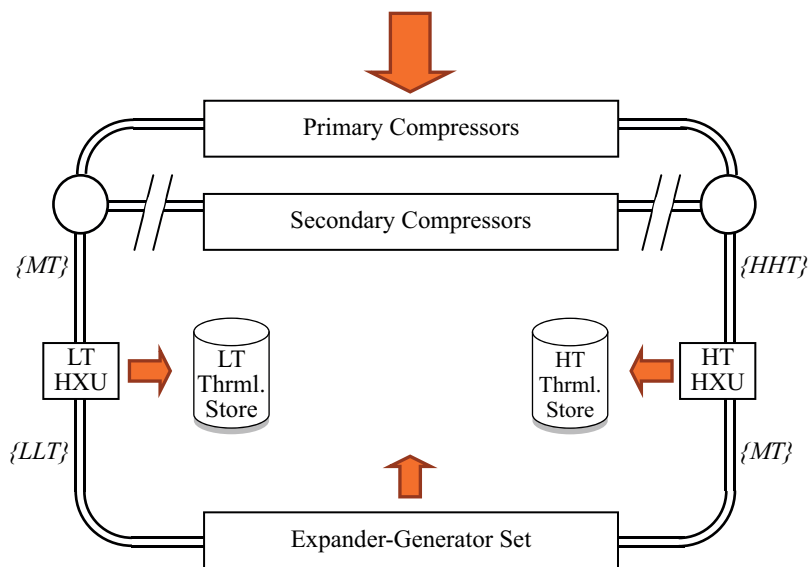 Primary Compressors
Secondary Compressors
{MT}
{HHT}
LT
HXU
LT
Thrml.
Store
HT
Thrml.
Store
HT
HXU
{LLT}
{MT}
Expander-Generator Set